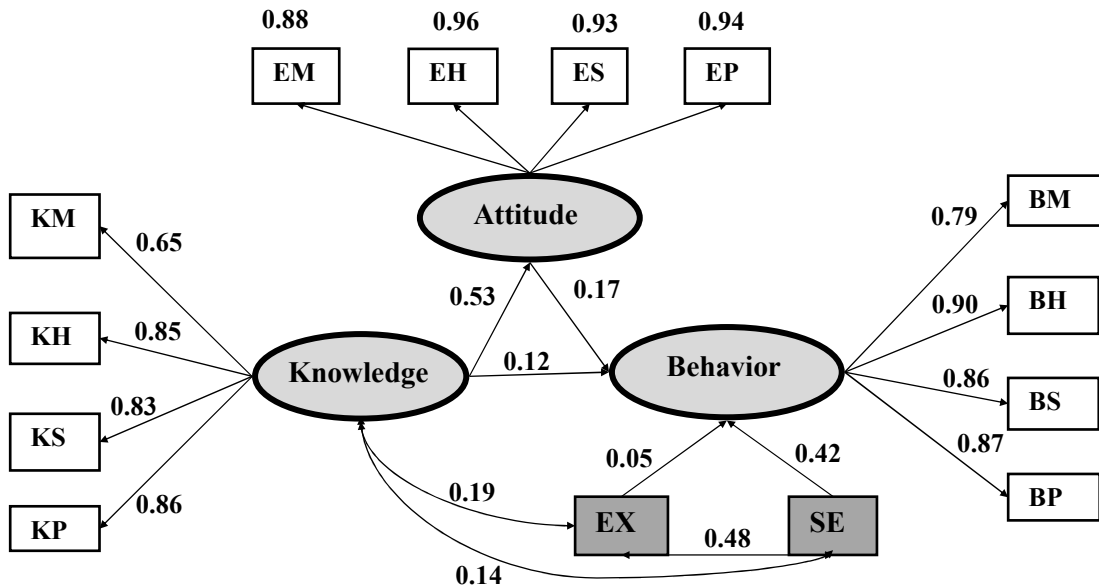 0.88 0.96 0.93 0.94
EM EH ES EP
Attitude
KM
0.65
BM
0.79
0.53
0.17
KH
0.85
BH
0.90
Knowledge
0.12
Behavior
KS
0.83
BS
0.86
0.87
0.05
0.42
KP
0.86
0.19
EX
SE
BP
0.48
0.14